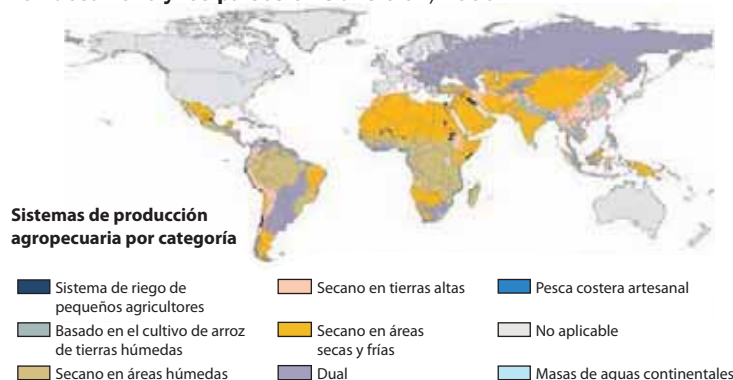 Sistemas de producción
agropecuaria por categoría
Sistema de riego de
pequeños agricultores
Basado en el cultivo de arroz
de tierras húmedas
Secano en áreas húmedas
Secano en tierras altas
Secano en áreas
secas y frías
Dual
Pesca costera artesanal
No aplicable
Masas de aguas continentales